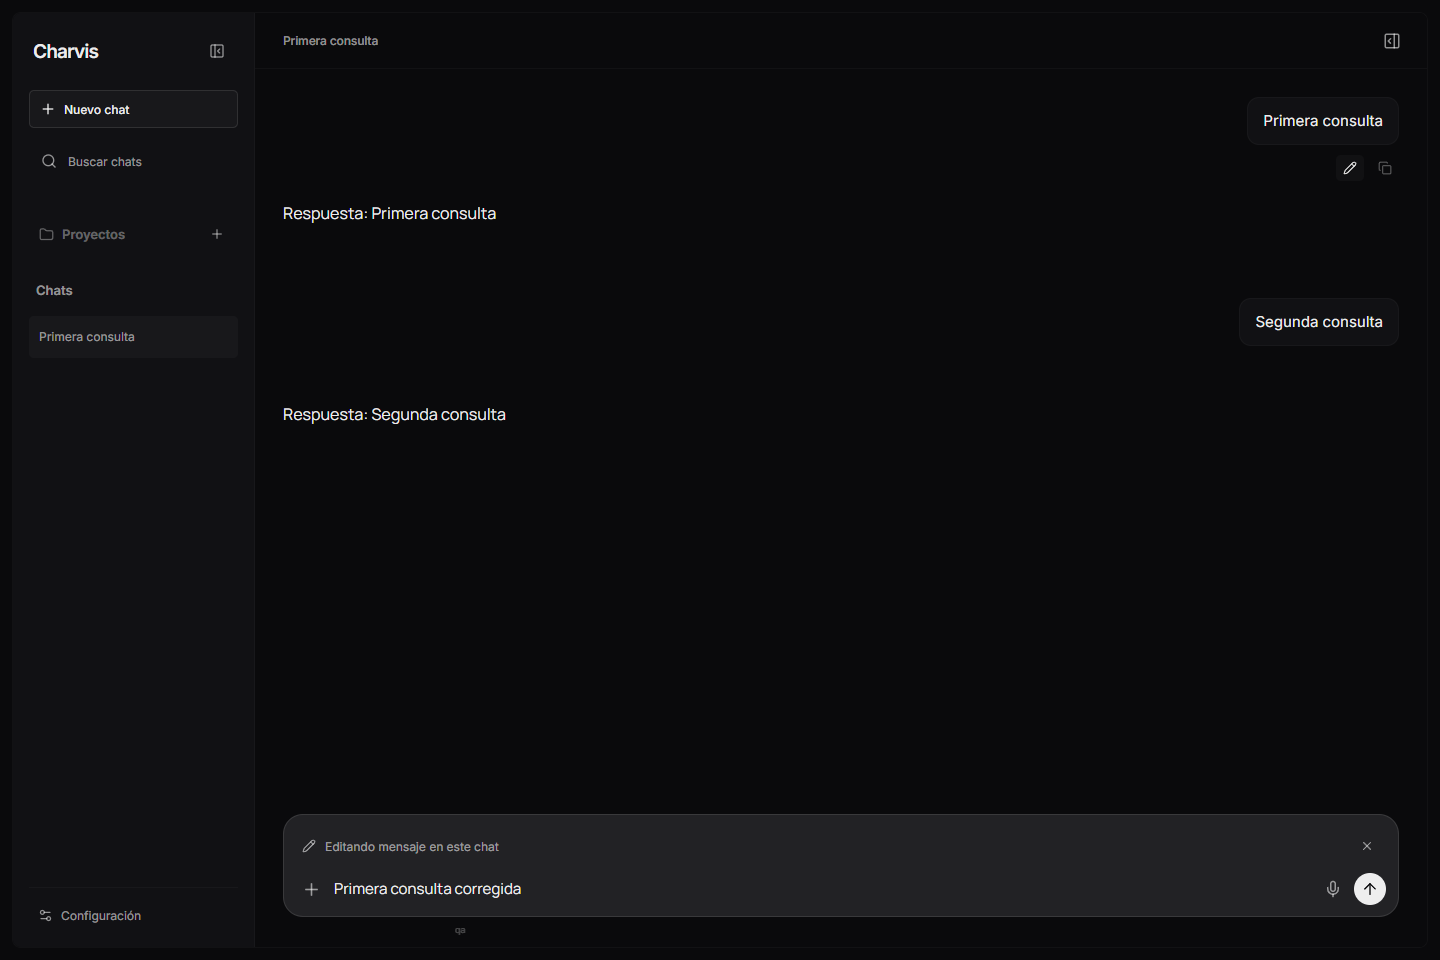 Charvis
Nuevo chat
Buscar chats
Proyectos
Chats
Primera consulta
Configuración
Primera consulta
Primera consulta
Respuesta: Primera consulta
Segunda consulta
Respuesta: Segunda consulta
Editando mensaje en este chat
Primera consulta corregida
qa